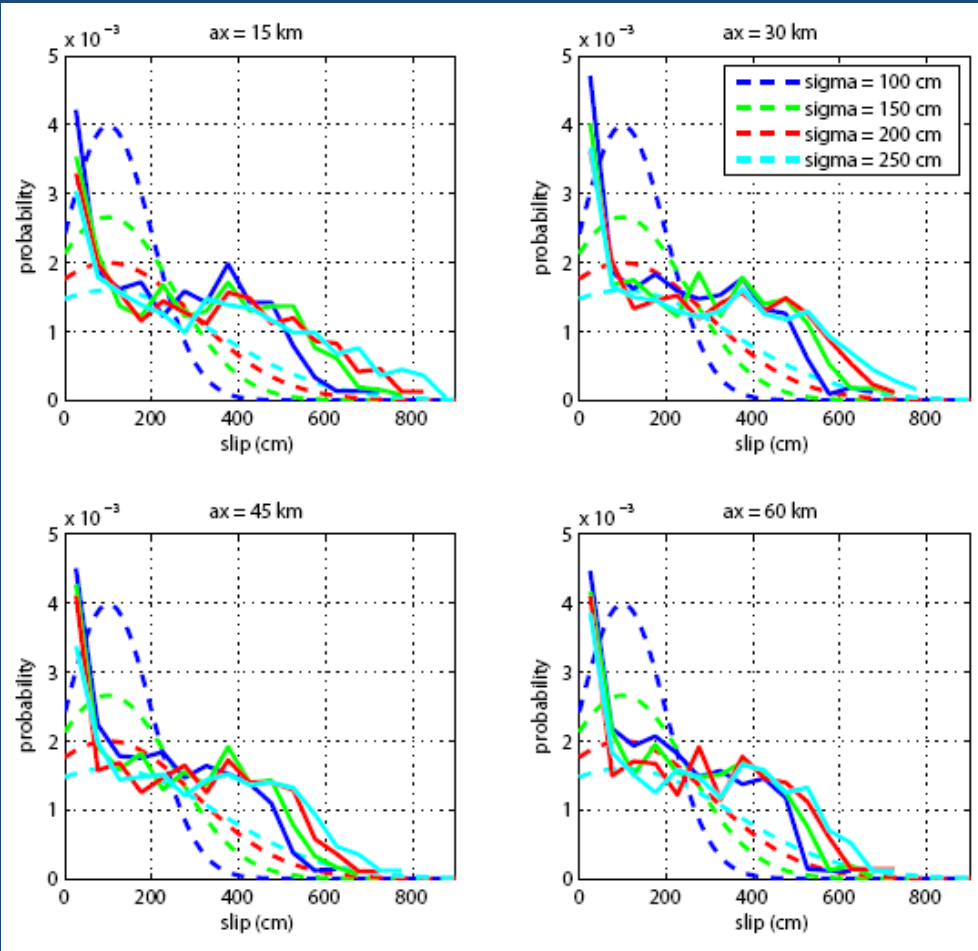 x 10⁻³
ax = 15 km
5
4
3
2
1
0
probability
0 200 400 600 800
slip (cm)
x 10⁻³
ax = 30 km
sigma = 100 cm
sigma = 150 cm
sigma = 200 cm
sigma = 250 cm
5
4
3
2
1
0
probability
0 200 400 600 800
slip (cm)
x 10⁻³
ax = 45 km
5
4
3
2
1
0
probability
0 200 400 600 800
slip (cm)
x 10⁻³
ax = 60 km
5
4
3
2
1
0
probability
0 200 400 600 800
slip (cm)